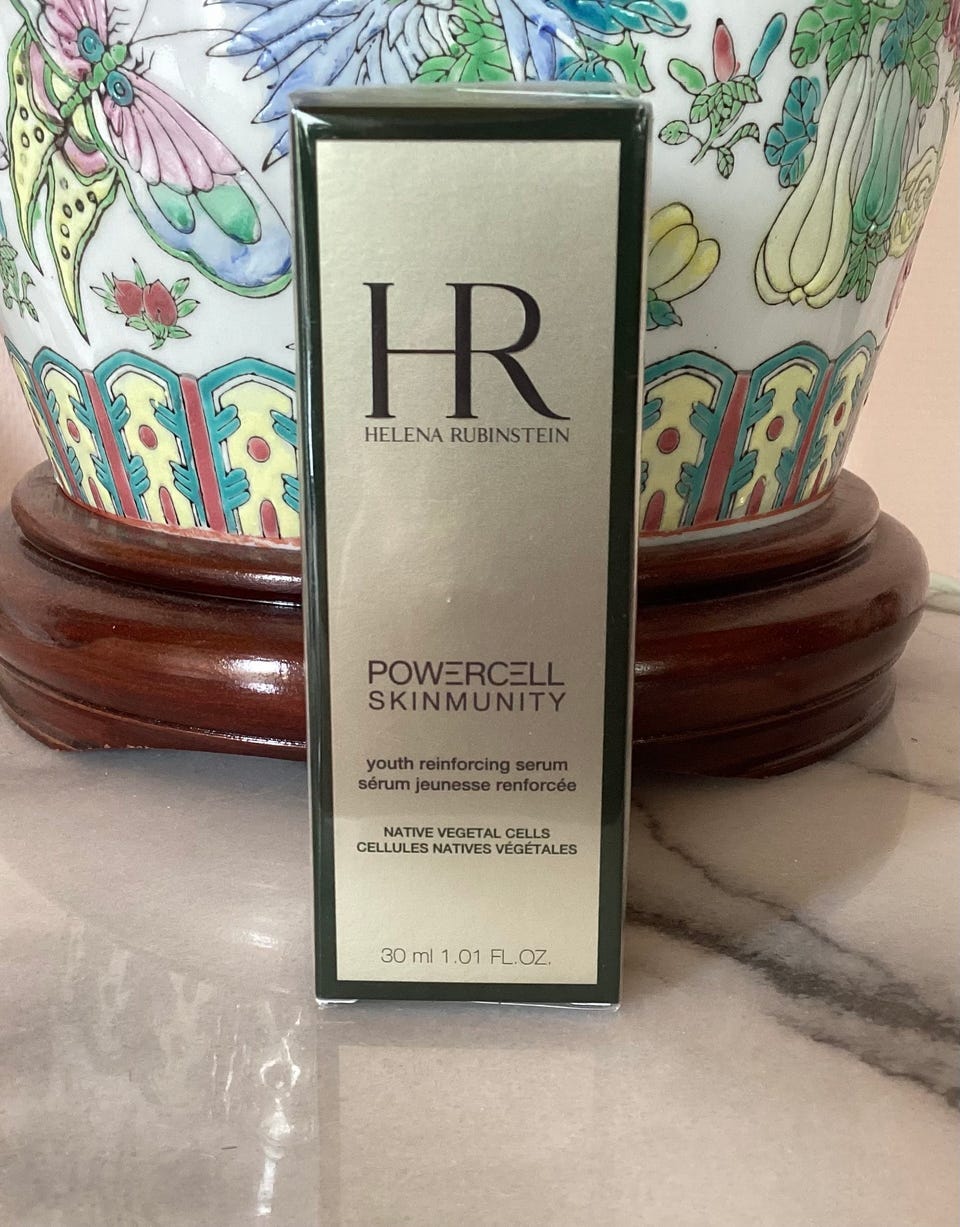 HR
HELENA RUBINSTEIN
POWERCELL
SKINMUNITY
youth reinforcing serum
sérum jeunesse renforcée
NATIVE VEGETAL CELLS
CELLULES NATIVES VÉGÉTALES
30 ml 1.01 FL.OZ.